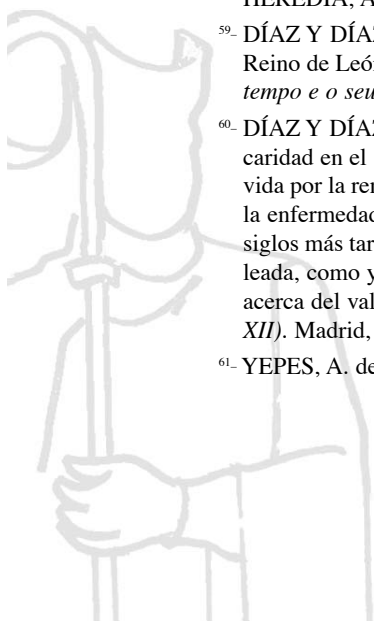 HEREDIA, A
59- DÍAZ Y DÍAZ
Reino de León
tempo e o seu
60- DÍAZ Y DÍAZ
caridad en el
vida por la ren
la enfermedad
siglos más tar
leada, como y
acerca del val
XII). Madrid,
61- YEPES, A. de